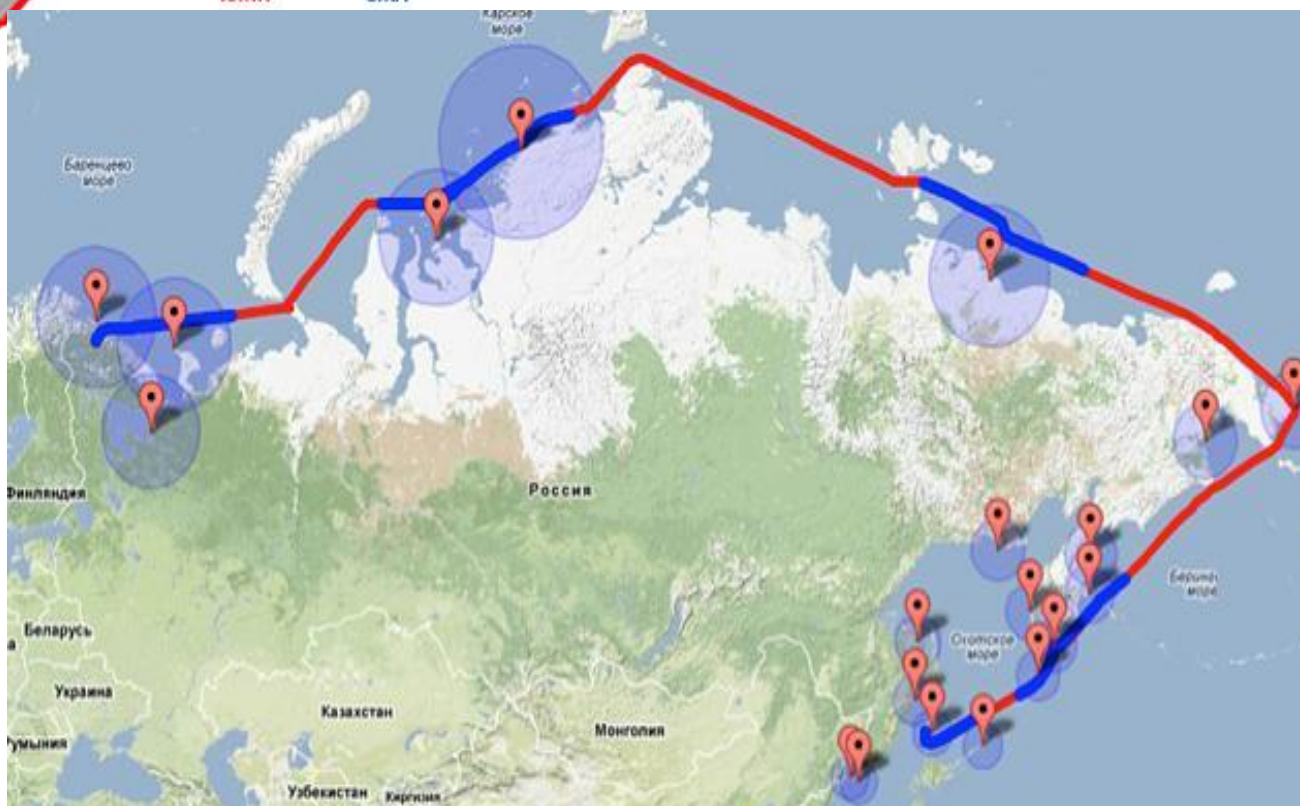 Карское
море
Баренцево
море
Финляндия
Россия
Берингово
море
Беларусь
Охотское
море
Украина
Казахстан
Монголия
Румыния
Узбекистан
Киргизия